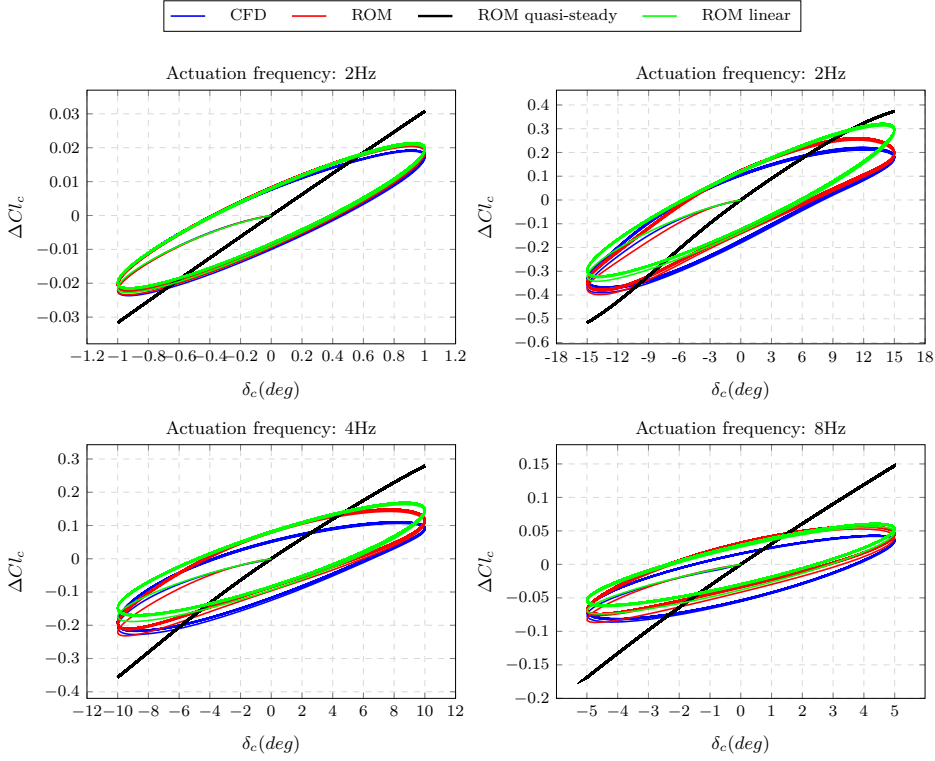 CFD ROM ROM quasi-steady ROM linear
Actuation frequency: 2Hz
0.03
0.02
0.01
0
−0.01
−0.02
−0.03
ΔCl_c
−1.2 −1 −0.8 −0.6 −0.4 −0.2 0 0.2 0.4 0.6 0.8 1 1.2
δ_c(deg)
Actuation frequency: 2Hz
0.4
0.3
0.2
0.1
0
−0.1
−0.2
−0.3
−0.4
−0.5
−0.6
ΔCl_c
-18 −15 −12 −9 −6 -3 0 3 6 9 12 15 18
δ_c(deg)
Actuation frequency: 4Hz
0.3
0.2
0.1
0
−0.1
−0.2
−0.3
−0.4
ΔCl_c
−12 −10 −8 −6 −4 −2 0 2 4 6 8 10 12
δ_c(deg)
Actuation frequency: 8Hz
0.15
0.1
0.05
0
−0.05
−0.1
−0.15
−0.2
ΔCl_c
−5 −4 −3 −2 −1 0 1 2 3 4 5
δ_c(deg)